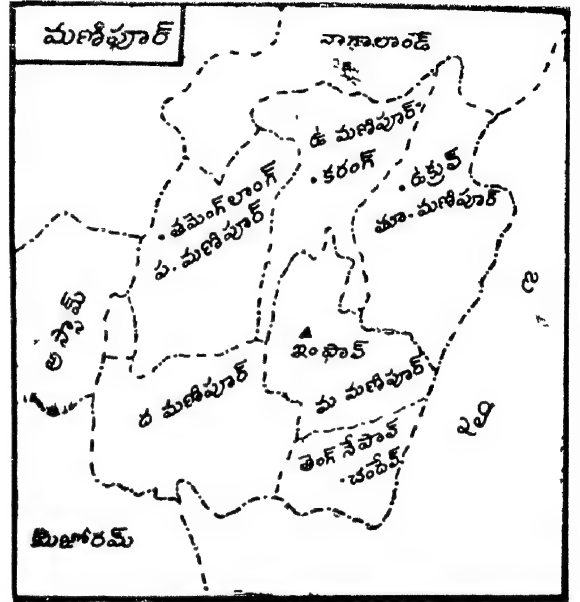 మణిపూర్
నాగాలాండ్
ఉ మణిపూర్
• కరంగ్
• ఉక్రుల్
తూ. మణిపూర్
• తమెంగ్ లాంగ్
ప. మణిపూర్
అస్సామ్
ఇంఫాల్
మ మణిపూర్
ద మణిపూర్
తెంగ్ నేపాల్
• చందేల్
మిజోరమ్